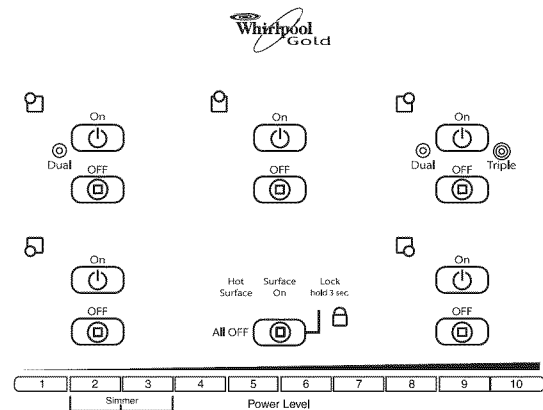 Whirlpool
Gold
On On On
Dual Dual Triple
OFF OFF OFF
On On
Hot Surface Lock
Surface On hold 3 sec.
OFF OFF
All OFF
1 2 3 4 5 6 7 8 9 10
Simmer Power Level